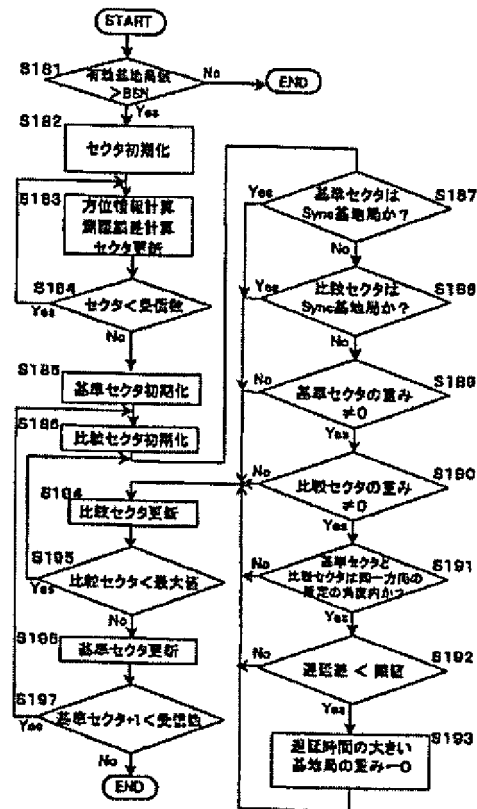 START
S181
有効基地局数
>BSN
No
END
Yes
S182
セクタ初期化
S183
方位情報計算
測距誤差計算
セクタ更新
S184
セクタ<受信数
Yes
No
S185
基準セクタ初期化
S186
比較セクタ初期化
S194
比較セクタ更新
S195
比較セクタ<最大値
Yes
No
S196
基準セクタ更新
S197
基準セクタ+1<受信数
Yes
No
END
S187
基準セクタは
Sync基地局か?
Yes
No
S188
比較セクタは
Sync基地局か?
Yes
No
S189
基準セクタの重み
≠0
No
Yes
S190
比較セクタの重み
≠0
No
Yes
S191
基準セクタと
比較セクタは同一方向の
限定の角度内か?
No
Yes
S192
遅延差 <
No
Yes
S193
遅延時間の大きい
基地局の重み←0